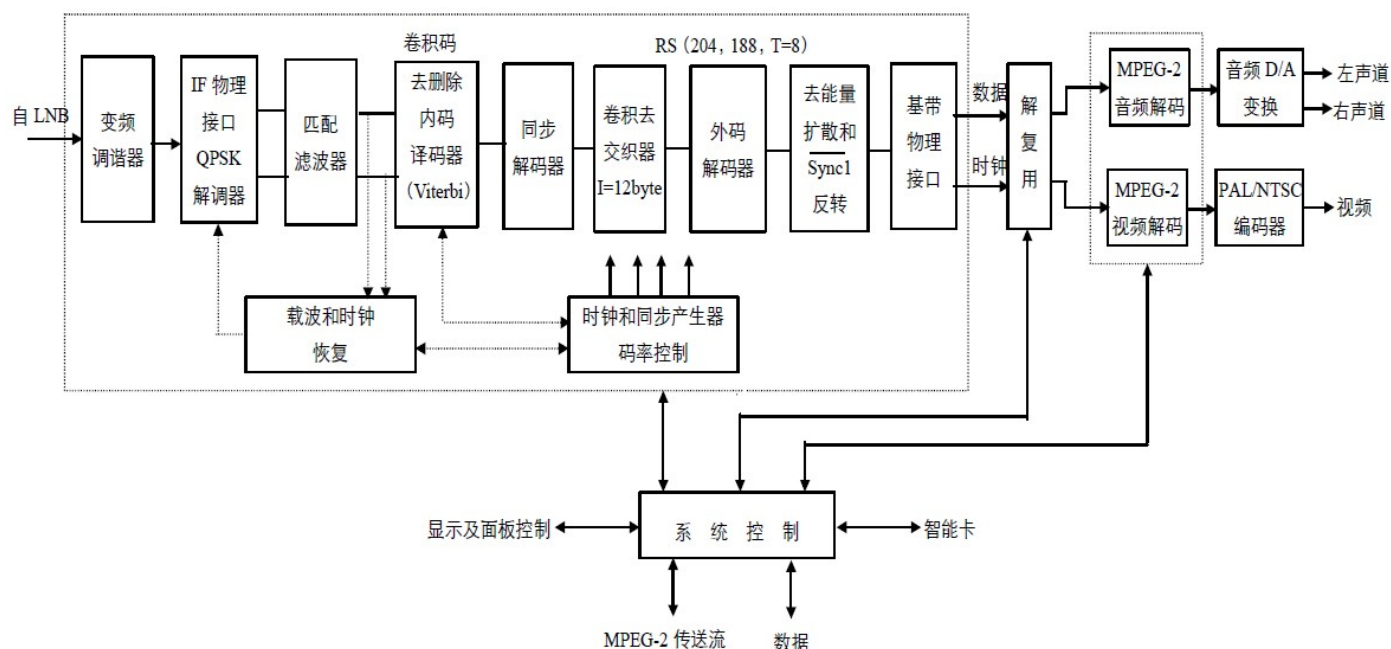 卷积码
RS（204，188，T=8）
自 LNB
变频
调谐器
IF 物理
接口
QPSK
解调器
匹配
滤波器
去删除
内码
译码器
（Viterbi）
同步
解码器
卷积去
交织器
I=12byte
外码
解码器
去能量
扩散和
Sync1
反转
基带
物理
接口
数据
时钟
解
复
用
MPEG-2
音频解码
音频 D/A
变换
左声道
右声道
MPEG-2
视频解码
PAL/NTSC
编码器
视频
载波和时钟
恢复
时钟和同步产生器
码率控制
显示及面板控制
系 统 控 制
智能卡
MPEG-2 传送流
数据